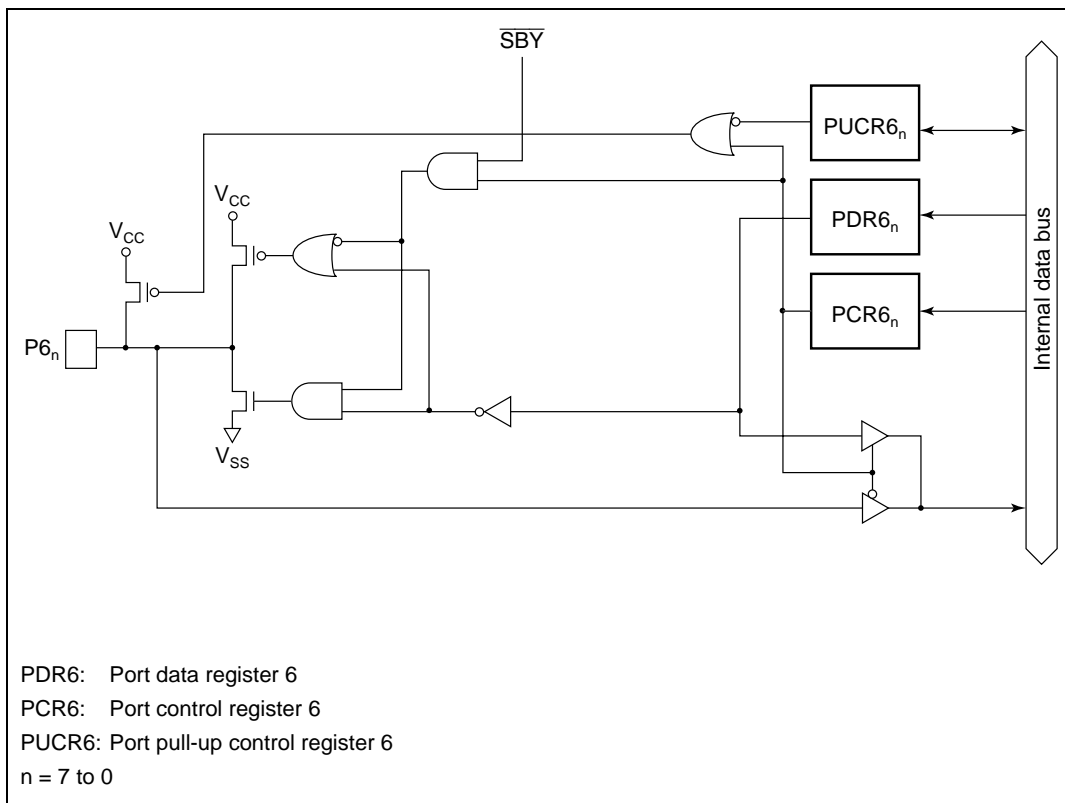 SBY
PUCR6n
VCC
PDR6n
VCC
PCR6n
P6n
Internal data bus
VSS
PDR6: Port data register 6
PCR6: Port control register 6
PUCR6: Port pull-up control register 6
n = 7 to 0